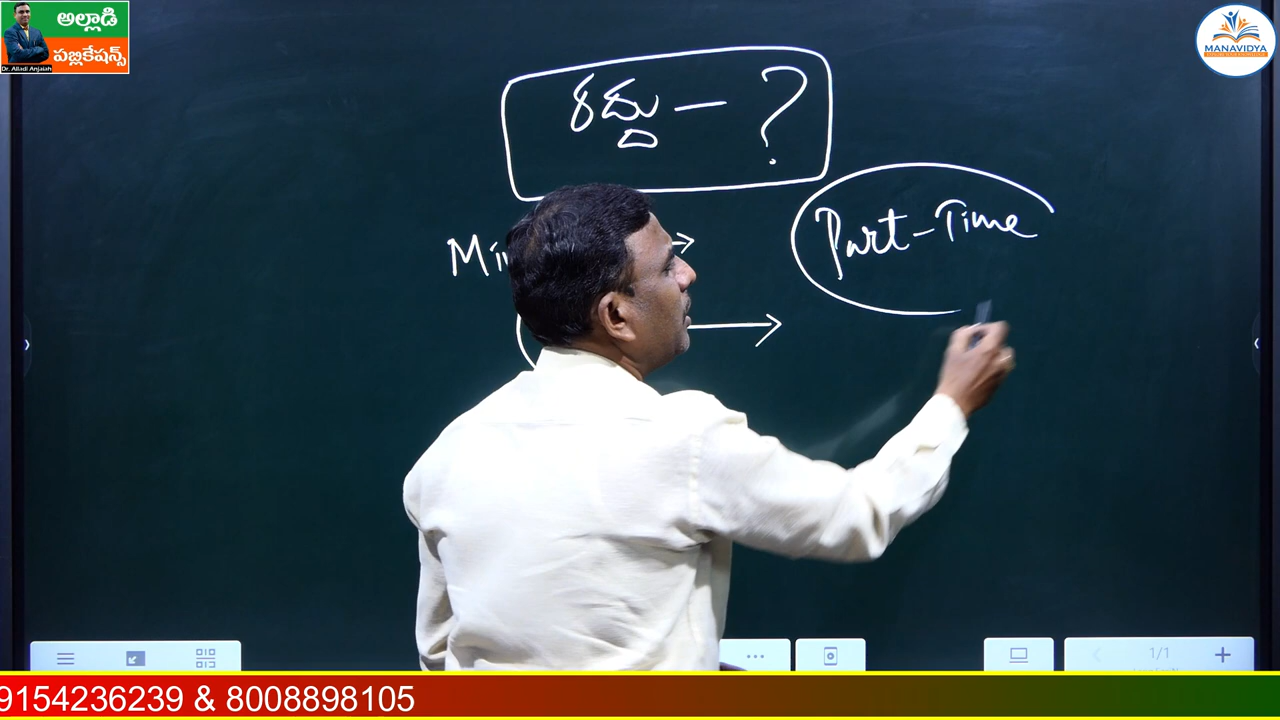 అల్లాడి
పబ్లికేషన్స్
Dr. Alladi Anjaiah
MANAVIDYA
రద్దు - ?
Part-Time
1/1
9154236239 & 8008898105